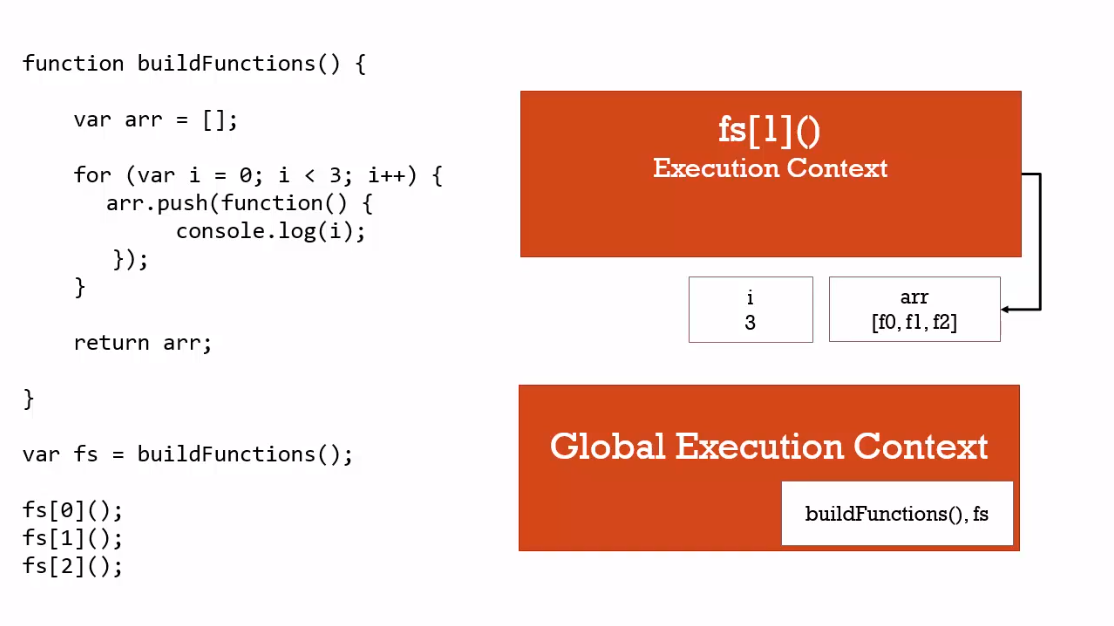 function buildFunctions() {
var arr = [];
for (var i = 0; i < 3; i++) {
arr.push(function() {
console.log(i);
});
}
return arr;
}
var fs = buildFunctions();
fs[0]();
fs[1]();
fs[2]();
fs[1]()
Execution Context
i
3
arr
[f0, f1, f2]
Global Execution Context
buildFunctions(), fs